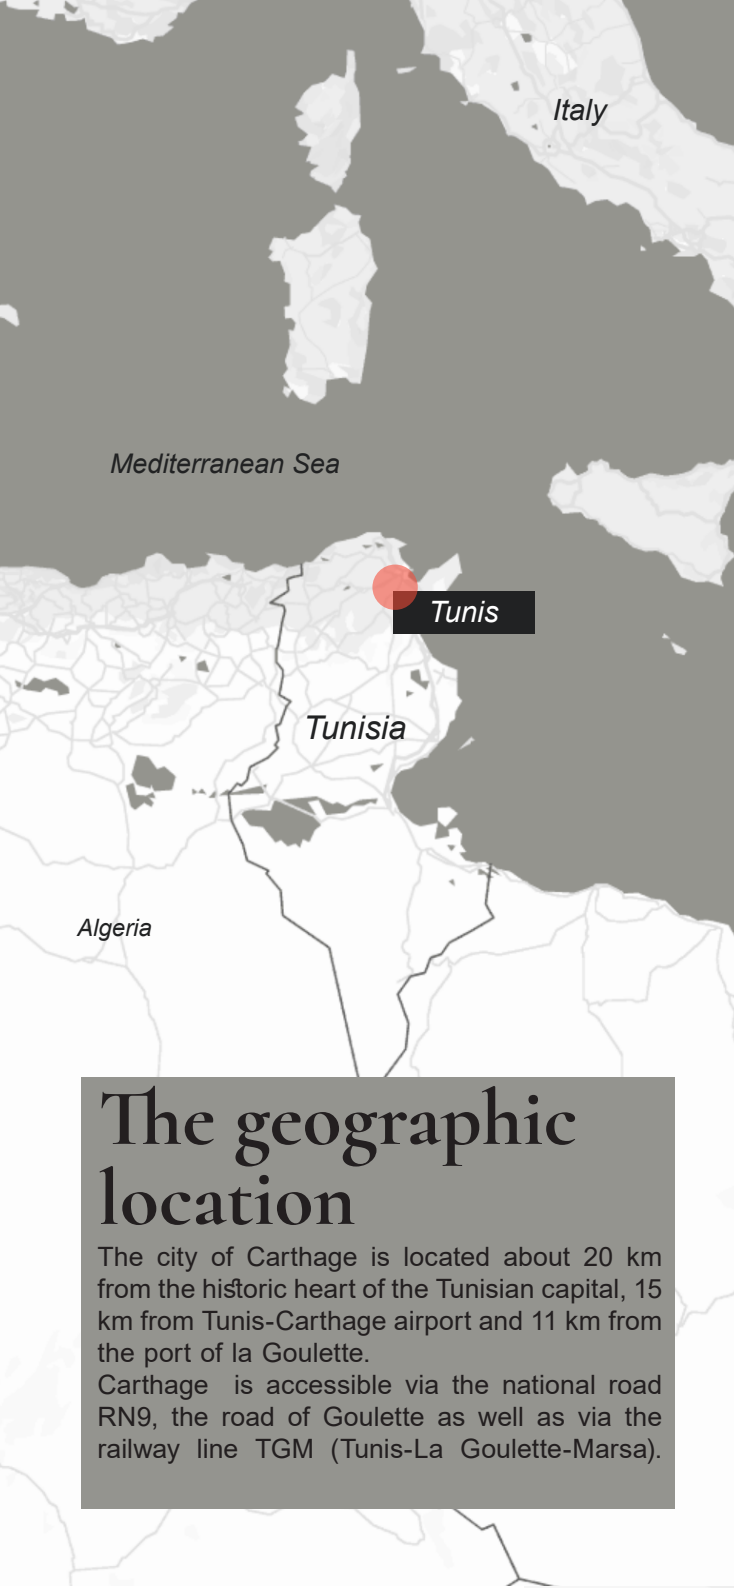 Italy
Mediterranean Sea
Tunis
Tunisia
Algeria
The geographic
location
The city of Carthage is located about 20 km
from the historic heart of the Tunisian capital, 15
km from Tunis-Carthage airport and 11 km from
the port of la Goulette.
Carthage is accessible via the national road
RN9, the road of Goulette as well as via the
railway line TGM (Tunis-La Goulette-Marsa).